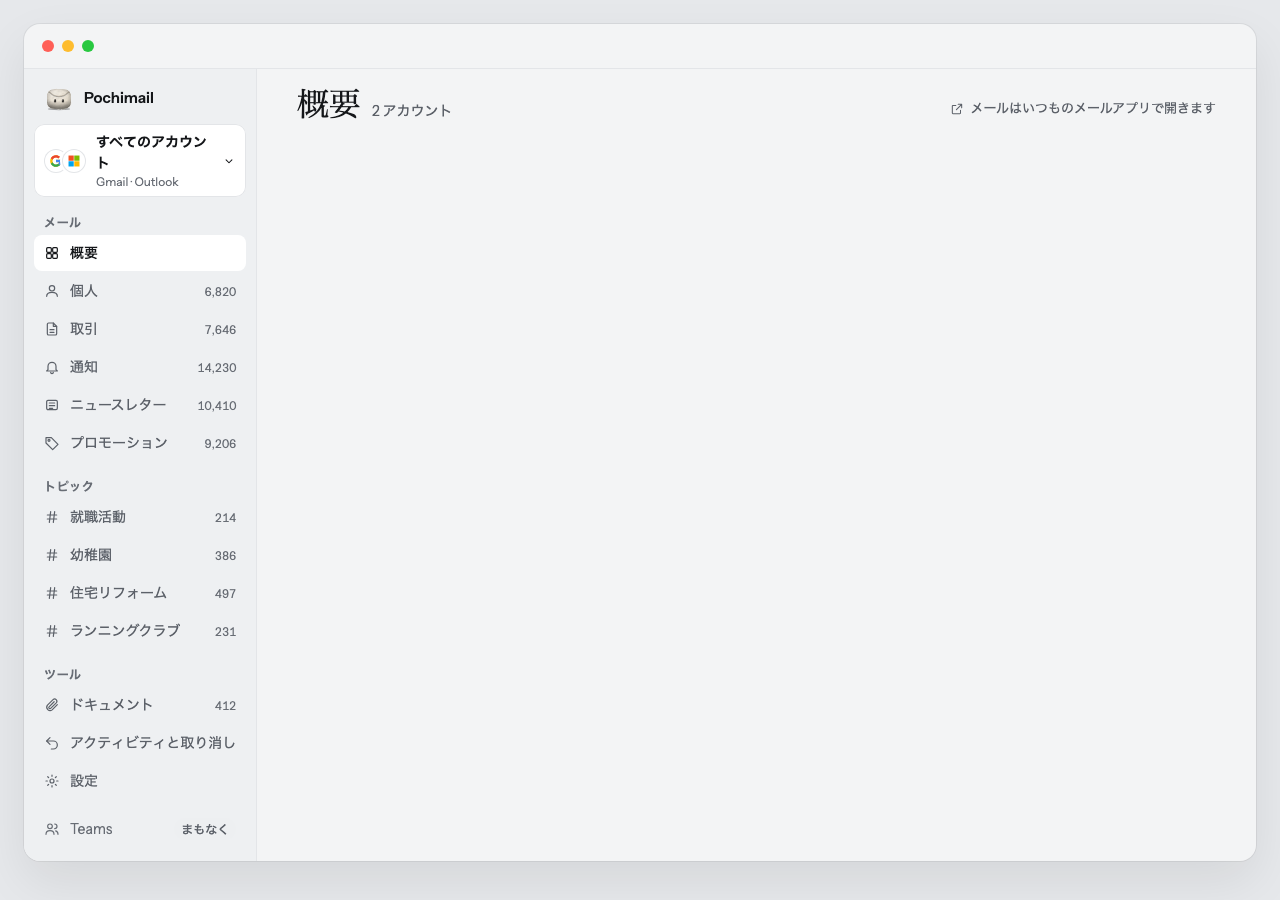 Pochimail
すべてのアカウン
ト
Gmail·Outlook
メール
概要
個人 6,820
取引 7,646
通知 14,230
ニュースレター 10,410
プロモーション 9,206
トピック
# 就職活動 214
# 幼稚園 386
# 住宅リフォーム 497
# ランニングクラブ 231
ツール
ドキュメント 412
アクティビティと取り消し
設定
Teams まもなく
概要 2 アカウント
メールはいつものメールアプリで開きます